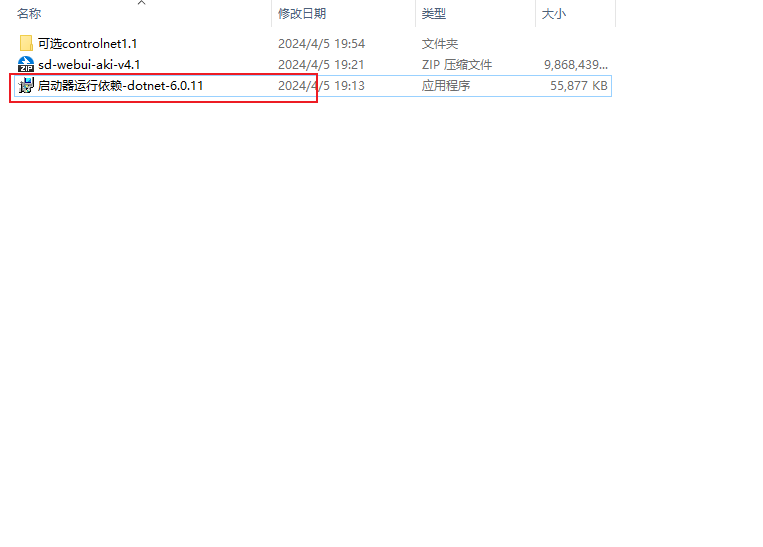 名称 修改日期 类型 大小
可选controlnet1.1 2024/4/5 19:54 文件夹
ZIP sd-webui-aki-v4.1 2024/4/5 19:21 ZIP 压缩文件 9,868,439...
启动器运行依赖-dotnet-6.0.11 2024/4/5 19:13 应用程序 55,877 KB